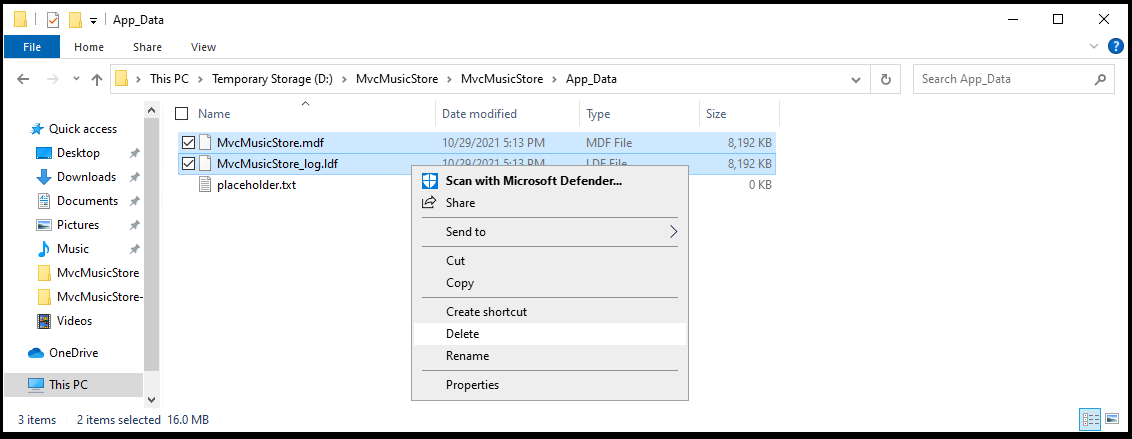 App_Data
File Home Share View
This PC Temporary Storage (D:) MvcMusicStore MvcMusicStore App_Data Search App_Data
Name Date modified Type Size
Quick access
Desktop
Downloads
Documents
Pictures
Music
MvcMusicStore
MvcMusicStore-
Videos
OneDrive
This PC
MvcMusicStore.mdf 10/29/2021 5:13 PM MDF File 8,192 KB
MvcMusicStore_log.ldf 10/29/2021 5:13 PM LDF File 8,192 KB
placeholder.txt 0 KB
Scan with Microsoft Defender...
Share
Send to
Cut
Copy
Create shortcut
Delete
Rename
Properties
3 items 2 items selected 16.0 MB